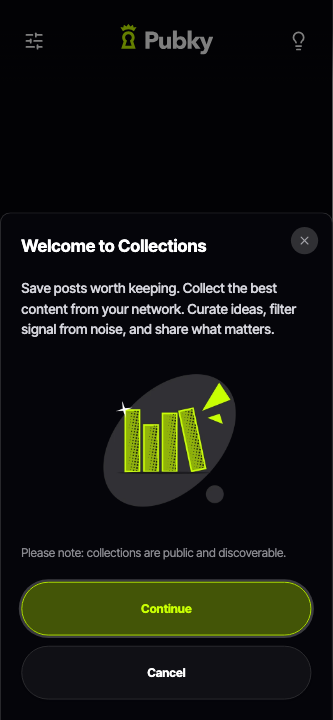 Pubky
Welcome to Collections
Save posts worth keeping. Collect the best
content from your network. Curate ideas, filter
signal from noise, and share what matters.
Please note: collections are public and discoverable.
Continue
Cancel